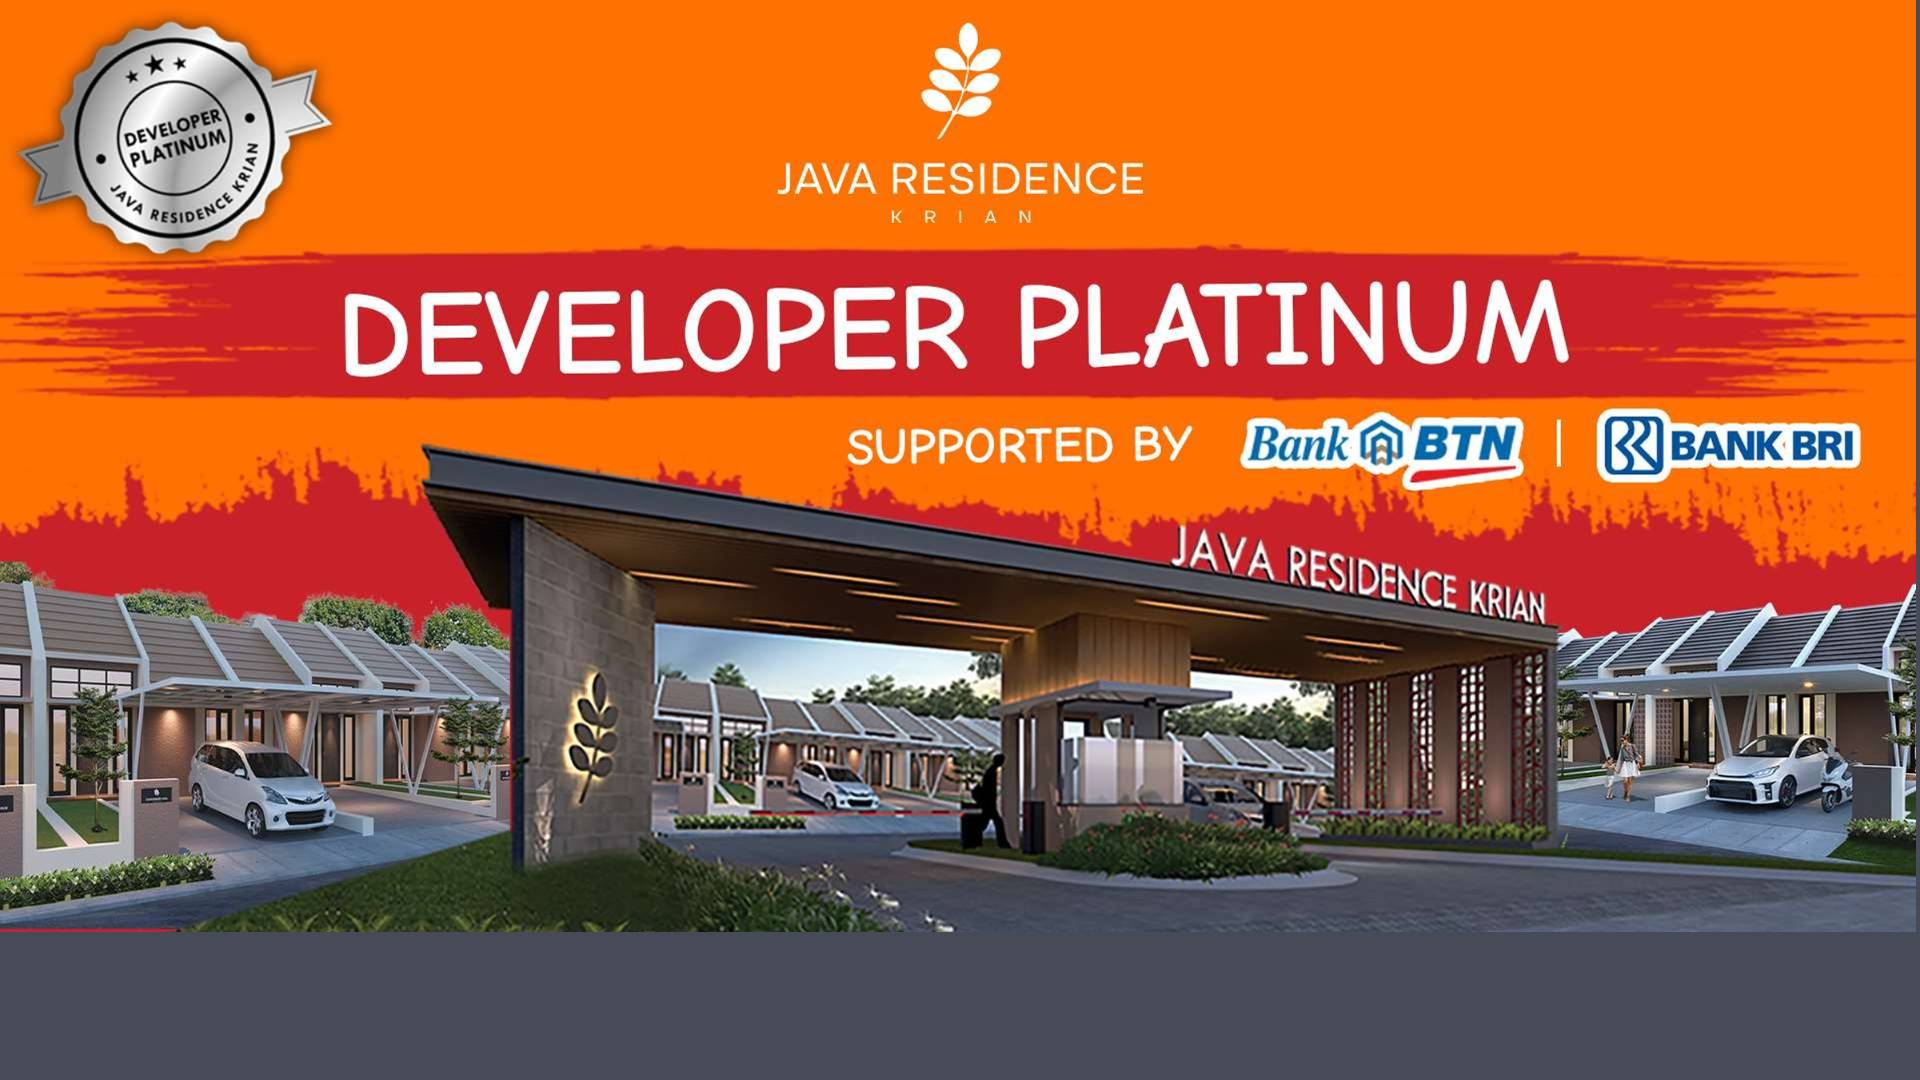 DEVELOPER
PLATINUM
JAVA RESIDENCE KRIAN
JAVA RESIDENCE
KRIAN
DEVELOPER PLATINUM
SUPPORTED BY
Bank BTN
BANK BRI
JAVA RESIDENCE KRIAN